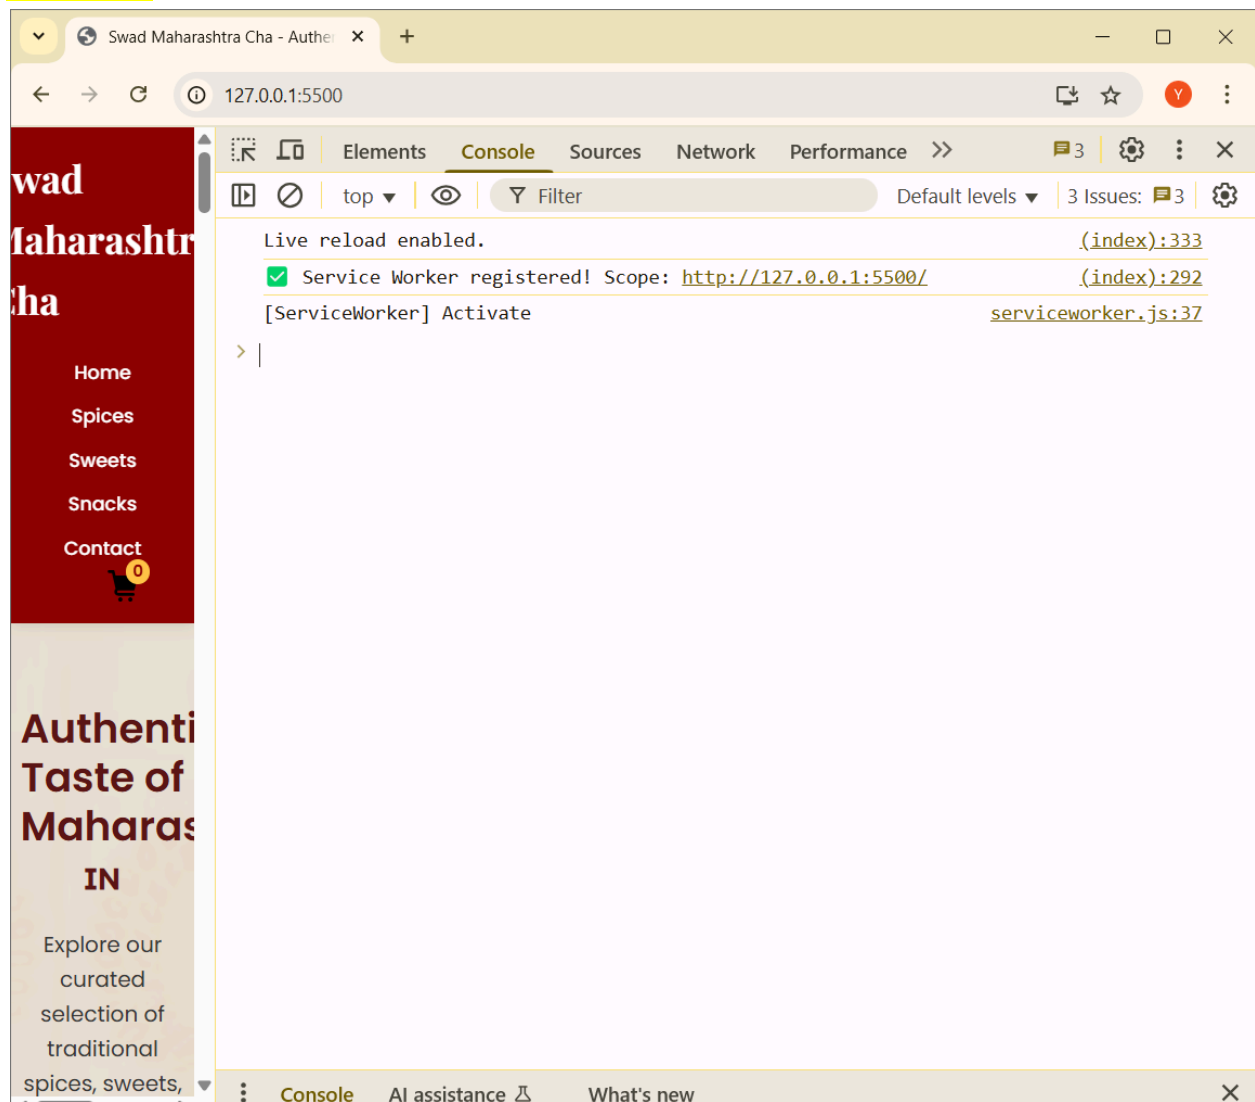 Swad Maharashtra Cha - Auther
127.0.0.1:5500
Y
wad
Maharashtr
Cha
Home
Spices
Sweets
Snacks
Contact
0
Authenti
Taste of
Maharas
IN
Explore our
curated
selection of
traditional
spices, sweets,
Elements Console Sources Network Performance 3
top Filter Default levels 3 Issues: 3
Live reload enabled. (index):333
Service Worker registered! Scope: http://127.0.0.1:5500/ (index):292
[ServiceWorker] Activate serviceworker.js:37
Console AI assistance What's new